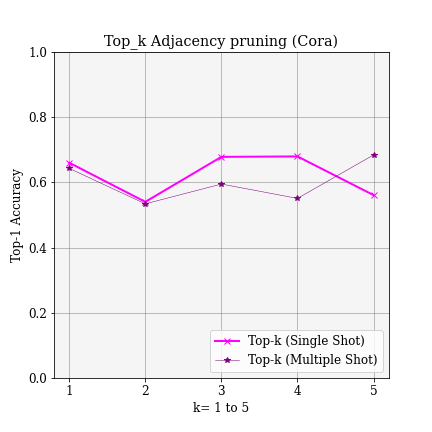 Top_k Adjacency pruning (Cora)
1.0
0.8
0.6
0.4
0.2
0.0
Top-1 Accuracy
Top-k (Single Shot)
Top-k (Multiple Shot)
1 2 3 4 5
k= 1 to 5